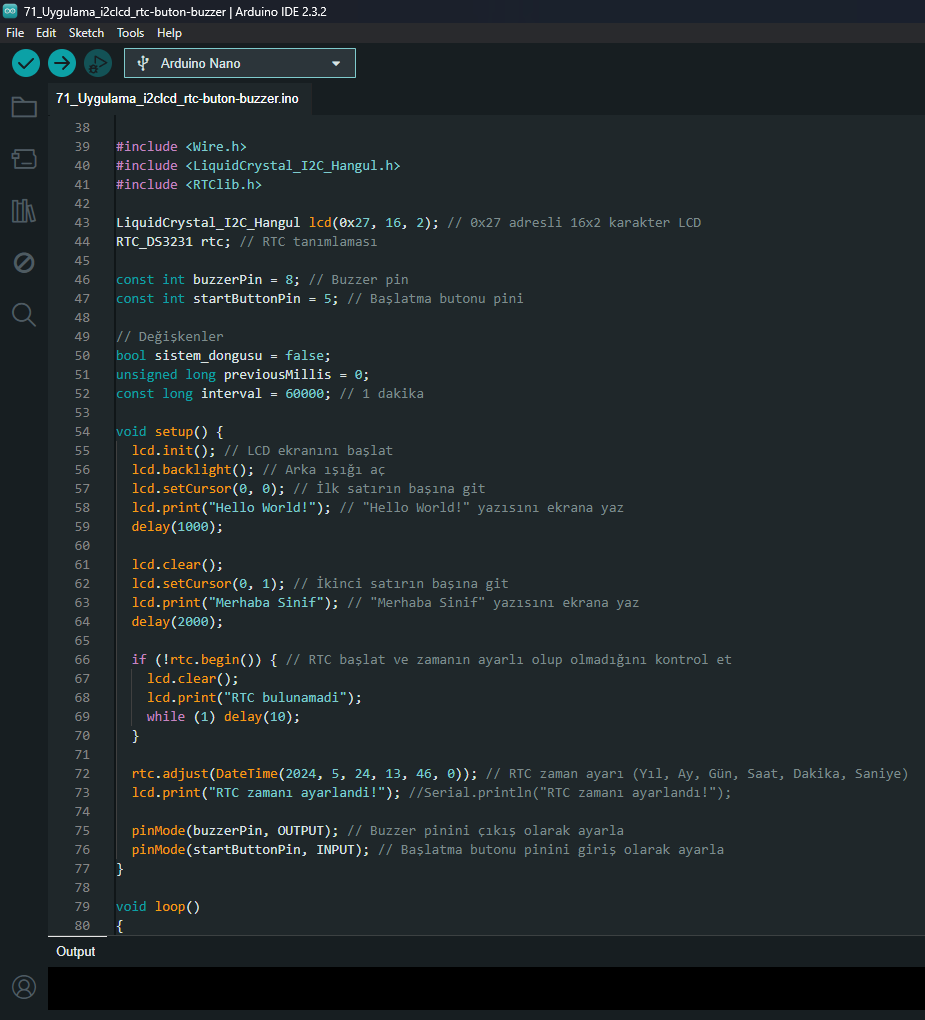 71_Uygulama_i2clcd_rtc-buton-buzzer | Arduino IDE 2.3.2
File Edit Sketch Tools Help
Arduino Nano
71_Uygulama_i2clcd_rtc-buton-buzzer.ino
38
39 #include <Wire.h>
40 #include <LiquidCrystal_I2C_Hangul.h>
41 #include <RTClib.h>
42
43 LiquidCrystal_I2C_Hangul lcd(0x27, 16, 2); // 0x27 adresli 16x2 karakter LCD
44 RTC_DS3231 rtc; // RTC tanımlaması
45
46 const int buzzerPin = 8; // Buzzer pin
47 const int startButtonPin = 5; // Başlatma butonu pini
48
49 // Değişkenler
50 bool sistem_dongusu = false;
51 unsigned long previousMillis = 0;
52 const long interval = 60000; // 1 dakika
53
54 void setup() {
55 lcd.init(); // LCD ekranını başlat
56 lcd.backlight(); // Arka ışığı aç
57 lcd.setCursor(0, 0); // İlk satırın başına git
58 lcd.print("Hello World!"); // "Hello World!" yazısını ekrana yaz
59 delay(1000);
60
61 lcd.clear();
62 lcd.setCursor(0, 1); // İkinci satırın başına git
63 lcd.print("Merhaba Sinif"); // "Merhaba Sinif" yazısını ekrana yaz
64 delay(2000);
65
66 if (!rtc.begin()) { // RTC başlat ve zamanın ayarlı olup olmadığını kontrol et
67 lcd.clear();
68 lcd.print("RTC bulunamadi");
69 while (1) delay(10);
70 }
71
72 rtc.adjust(DateTime(2024, 5, 24, 13, 46, 0)); // RTC zaman ayarı (Yıl, Ay, Gün, Saat, Dakika, Saniye)
73 lcd.print("RTC zamanı ayarlandi!"); //Serial.println("RTC zamanı ayarlandı!");
74
75 pinMode(buzzerPin, OUTPUT); // Buzzer pinini çıkış olarak ayarla
76 pinMode(startButtonPin, INPUT); // Başlatma butonu pinini giriş olarak ayarla
77 }
78
79 void loop()
80 {
Output